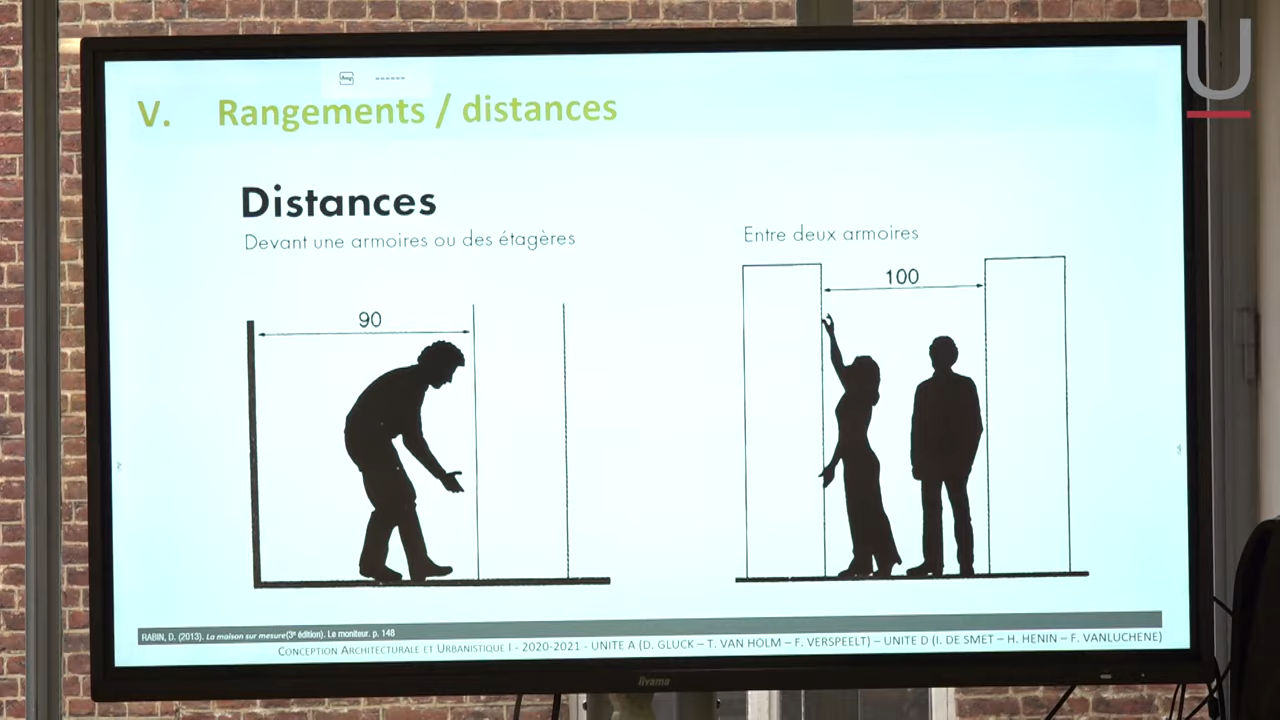 U
V. Rangements / distances
Distances
Devant une armoires ou des étagères
Entre deux armoires
90
100
RABIN, D. (2013). La maison sur mesure(3e édition). Le moniteur. p. 148
CONCEPTION ARCHITECTURALE ET URBANISTIQUE I - 2020-2021 - UNITE A (D. GLUCK – T. VAN HOLM – F. VERSPEELT) – UNITE D (I. DE SMET – H. HENIN – F. VANLUCHENE)
iiyama